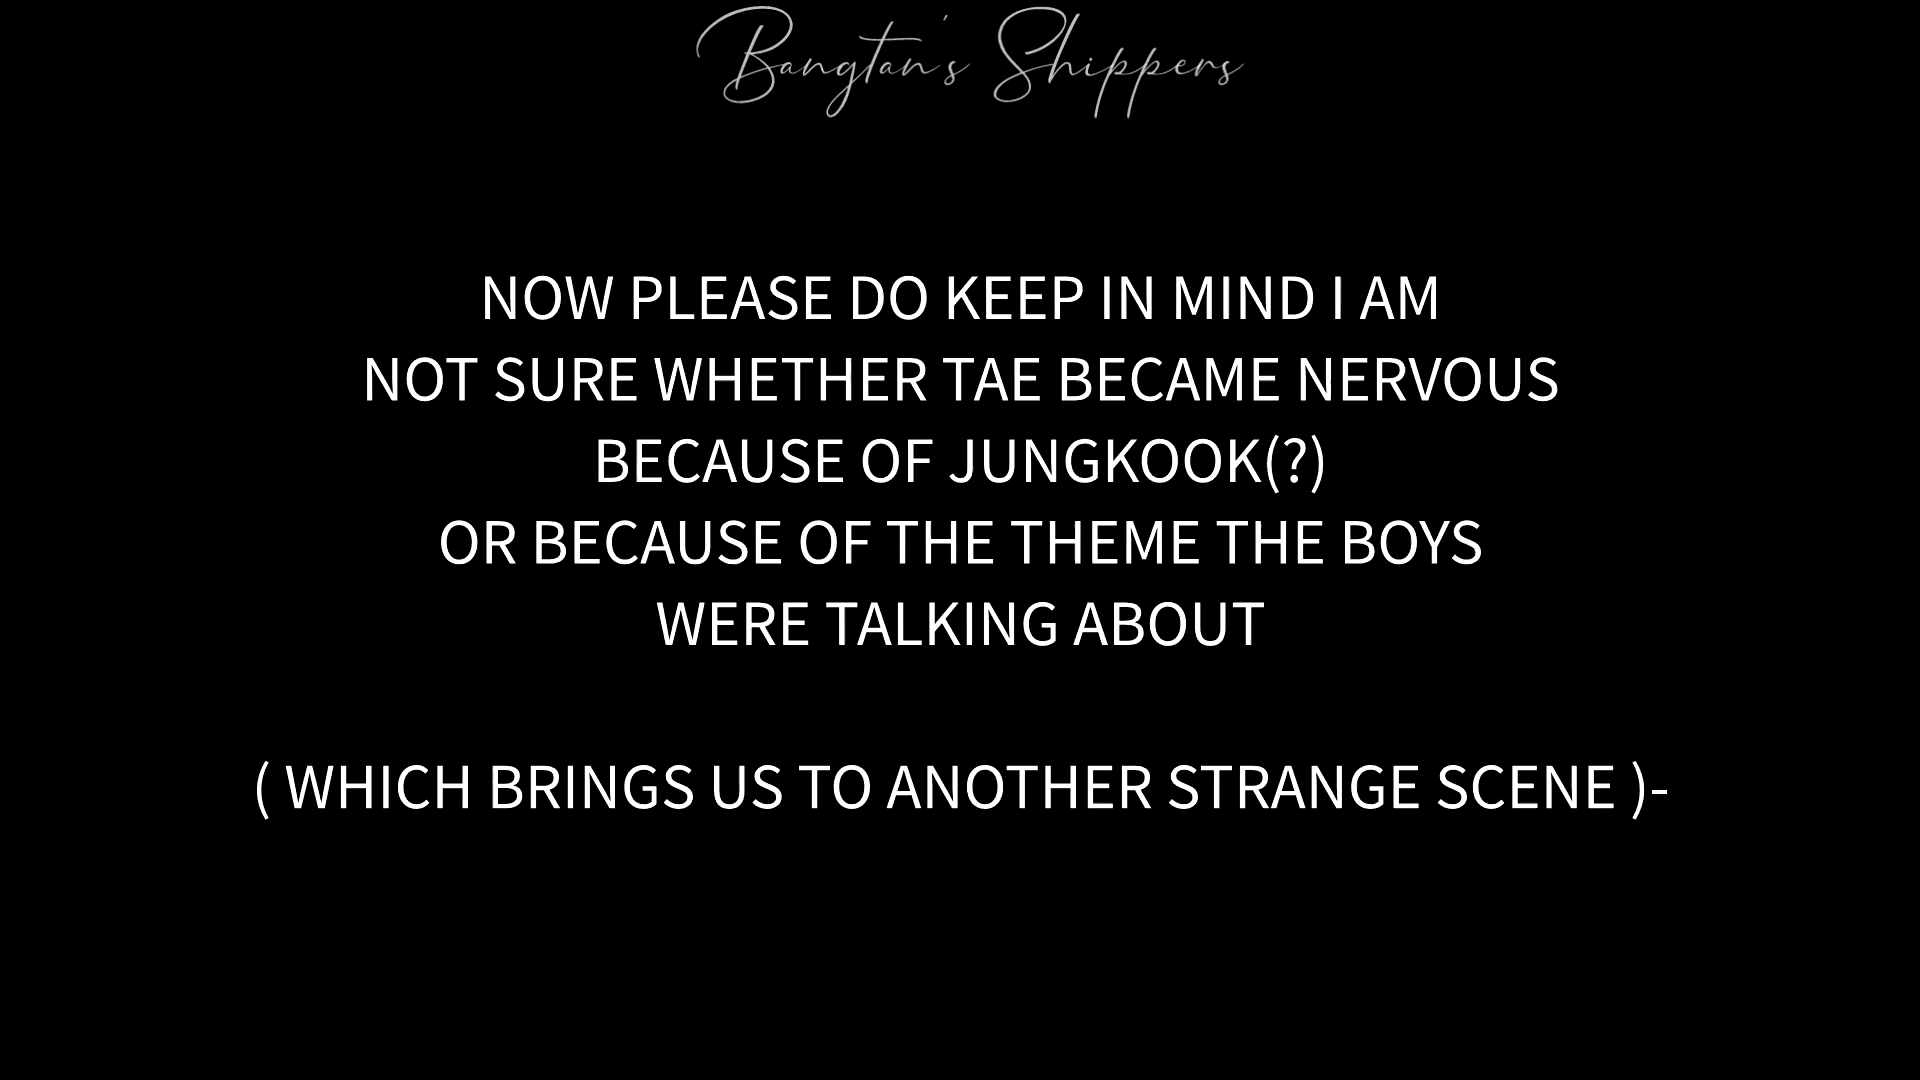 Bangtan's Shippers
NOW PLEASE DO KEEP IN MIND I AM
NOT SURE WHETHER TAE BECAME NERVOUS
BECAUSE OF JUNGKOOK(?)
OR BECAUSE OF THE THEME THE BOYS
WERE TALKING ABOUT
( WHICH BRINGS US TO ANOTHER STRANGE SCENE )-